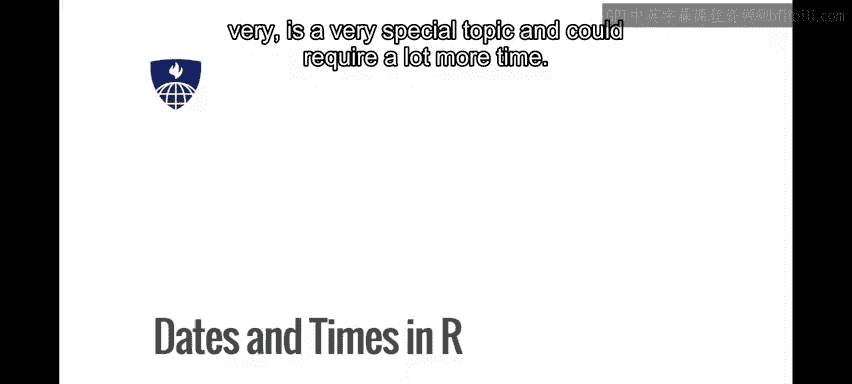 very, is a very special topic and could
require a lot more time.
Dates and Times in R